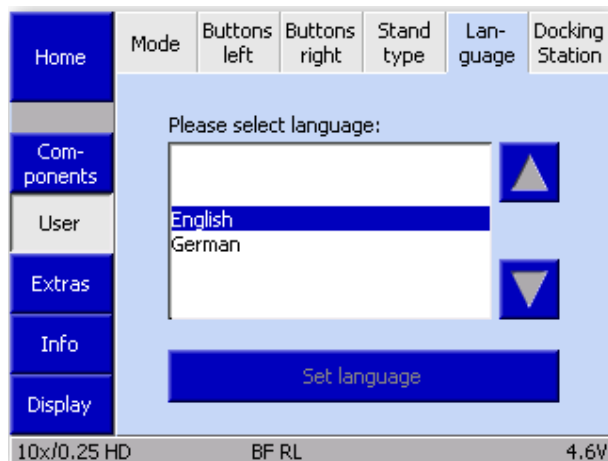 Home
Mode
Buttons
left
Buttons
right
Stand
type
Lan-
guage
Docking
Station
Please select language:
Com-
ponents
English
User
German
Extras
Info
Set language
Display
10x/0.25 HD
BF RL
4.6V